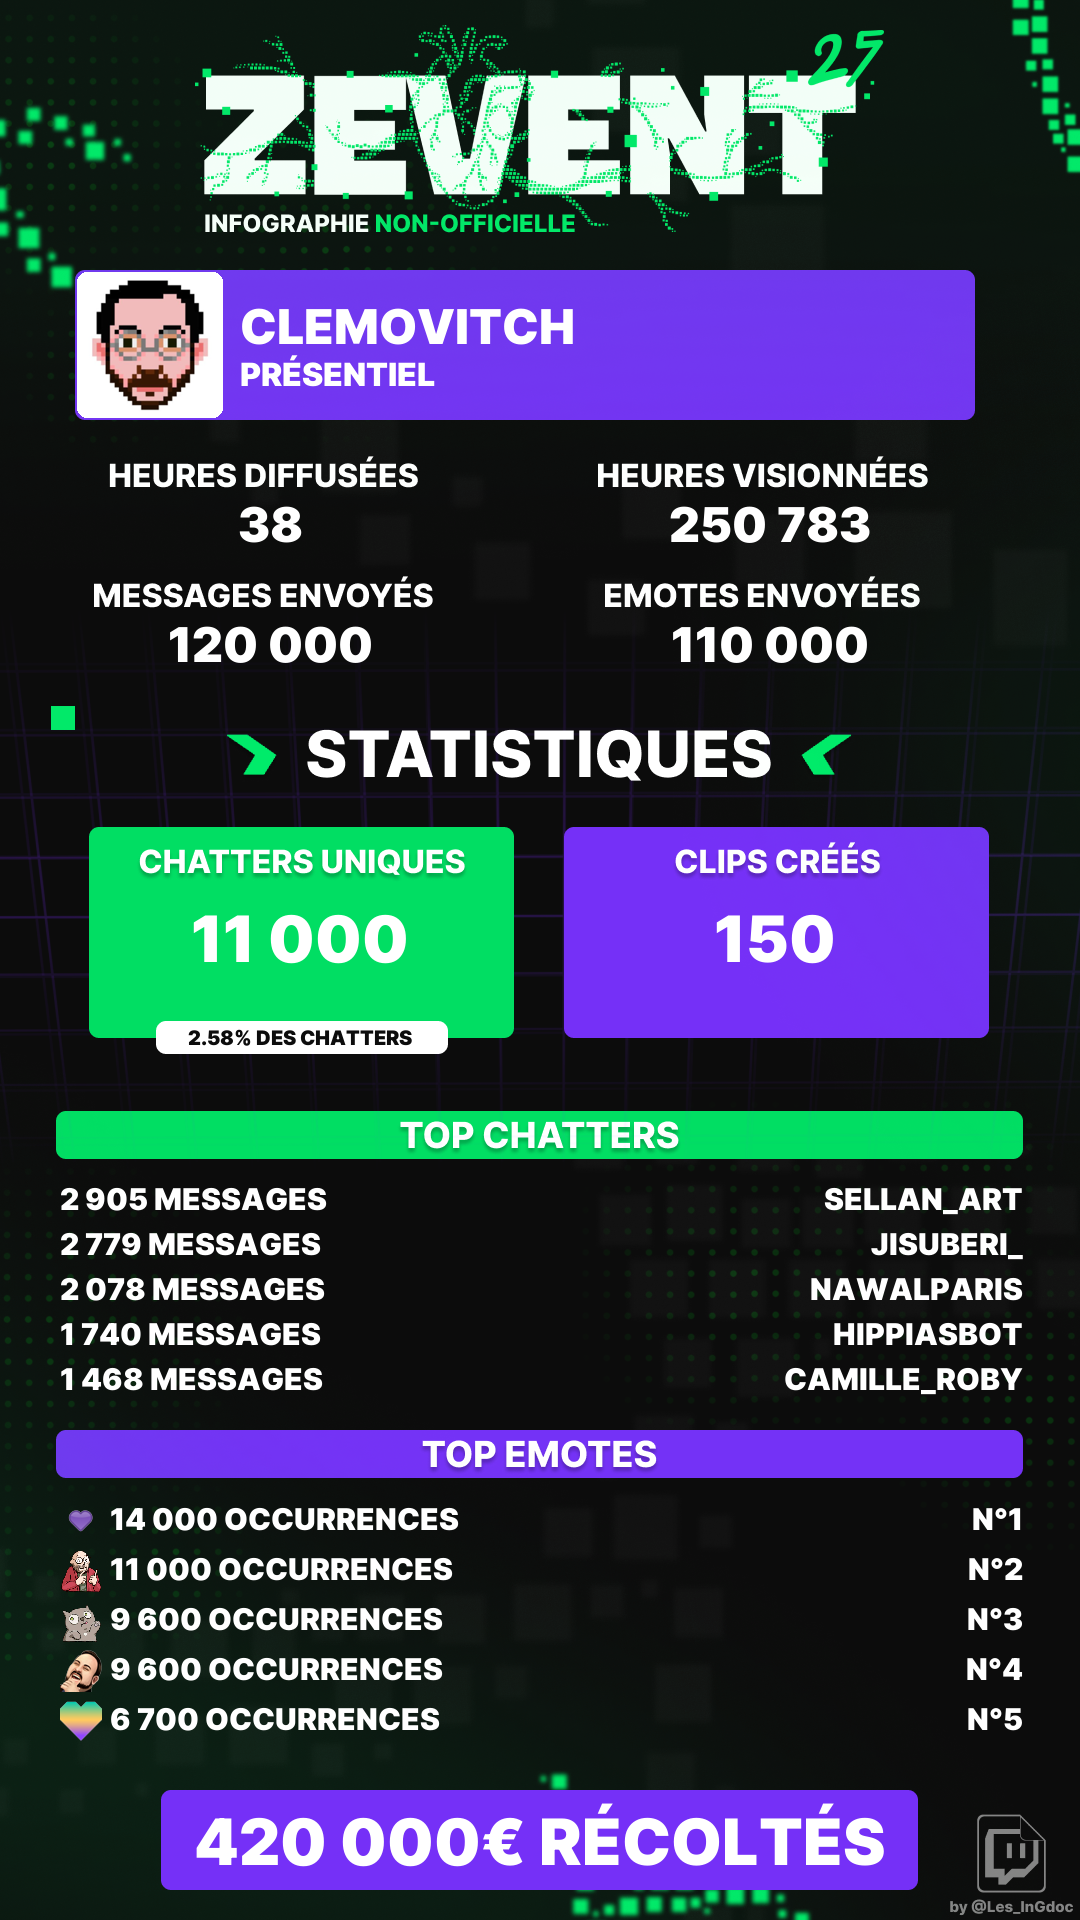 ZEVENT 25
INFOGRAPHIE NON-OFFICIELLE
CLEMOVITCH
PRÉSENTIEL
HEURES DIFFUSÉES
38
HEURES VISIONNÉES
250 783
MESSAGES ENVOYÉS
120 000
EMOTES ENVOYÉES
110 000
STATISTIQUES
CHATTERS UNIQUES
11 000
2.58% DES CHATTERS
CLIPS CRÉÉS
150
TOP CHATTERS
2 905 MESSAGES SELLAN_ART
2 779 MESSAGES JISUBERI_
2 078 MESSAGES NAWALPARIS
1 740 MESSAGES HIPPIASBOT
1 468 MESSAGES CAMILLE_ROBY
TOP EMOTES
14 000 OCCURRENCES N°1
11 000 OCCURRENCES N°2
9 600 OCCURRENCES N°3
9 600 OCCURRENCES N°4
6 700 OCCURRENCES N°5
420 000€ RÉCOLTÉS
by @Les_InGdoc